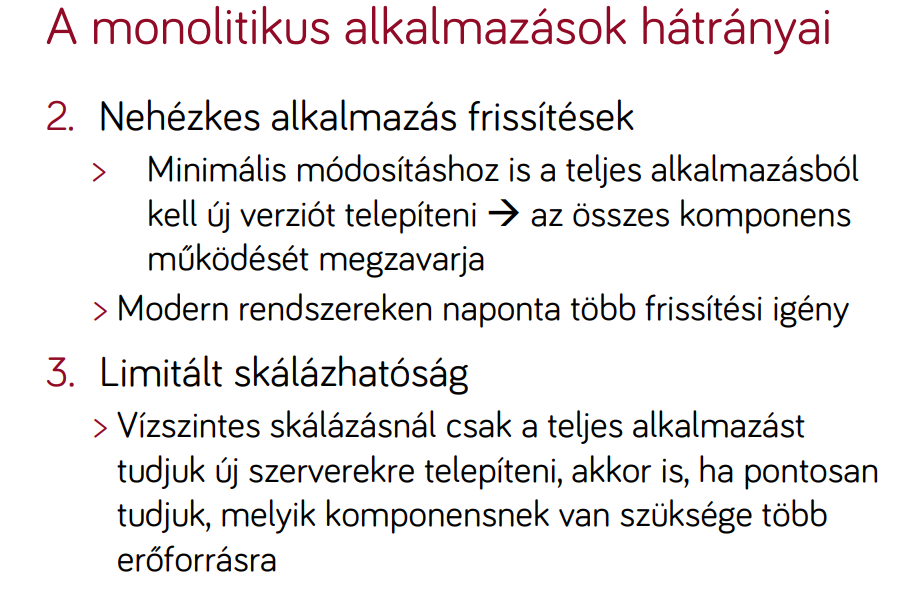 A monolitikus alkalmazások hátrányai
2. Nehézkes alkalmazás frissítések
> Minimális módosításhoz is a teljes alkalmazásból
kell új verziót telepíteni → az összes komponens
működését megzavarja
> Modern rendszereken naponta több frissítési igény
3. Limitált skálázhatóság
> Vízszintes skálázásnál csak a teljes alkalmazást
tudjuk új szerverekre telepíteni, akkor is, ha pontosan
tudjuk, melyik komponensnek van szüksége több
erőforrásra